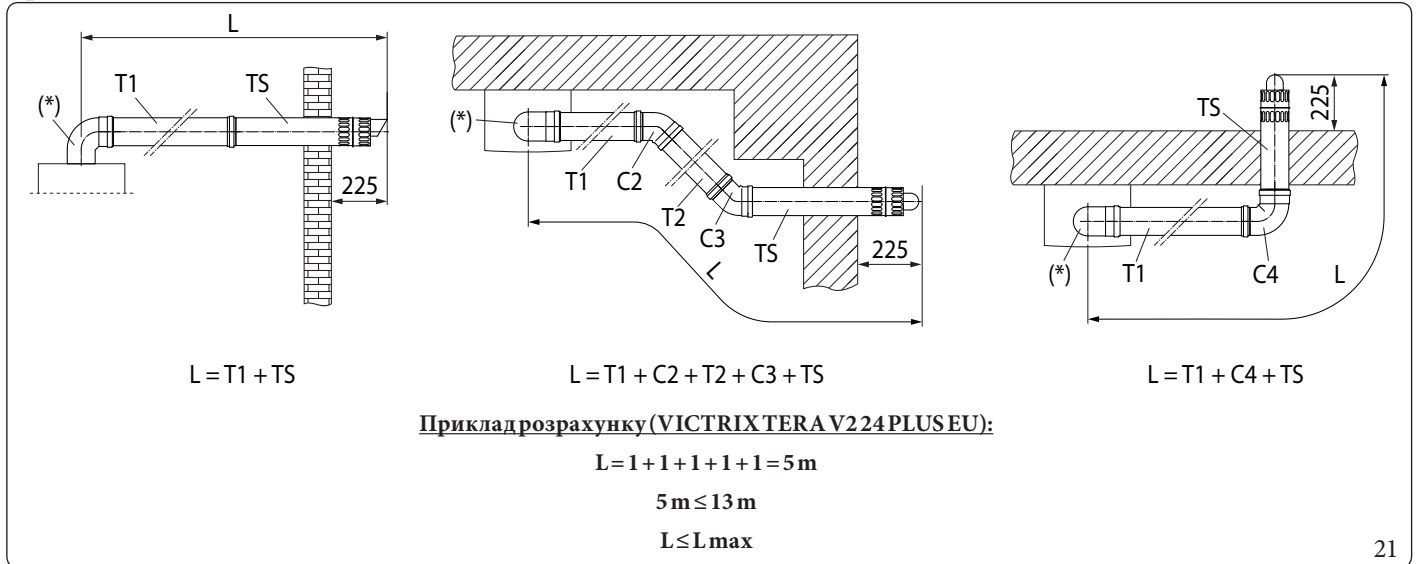 L
T1
TS
(*)
225
L = T1 + TS
(*)
T1
C2
T2
C3
TS
L
225
L = T1 + C2 + T2 + C3 + TS
225
TS
(*)
T1
C4
L
L = T1 + C4 + TS
Приклад розрахунку (VICTRIX TERA V2 24 PLUS EU):
L = 1 + 1 + 1 + 1 + 1 = 5 m
5 m ≤ 13 m
L ≤ L max
21